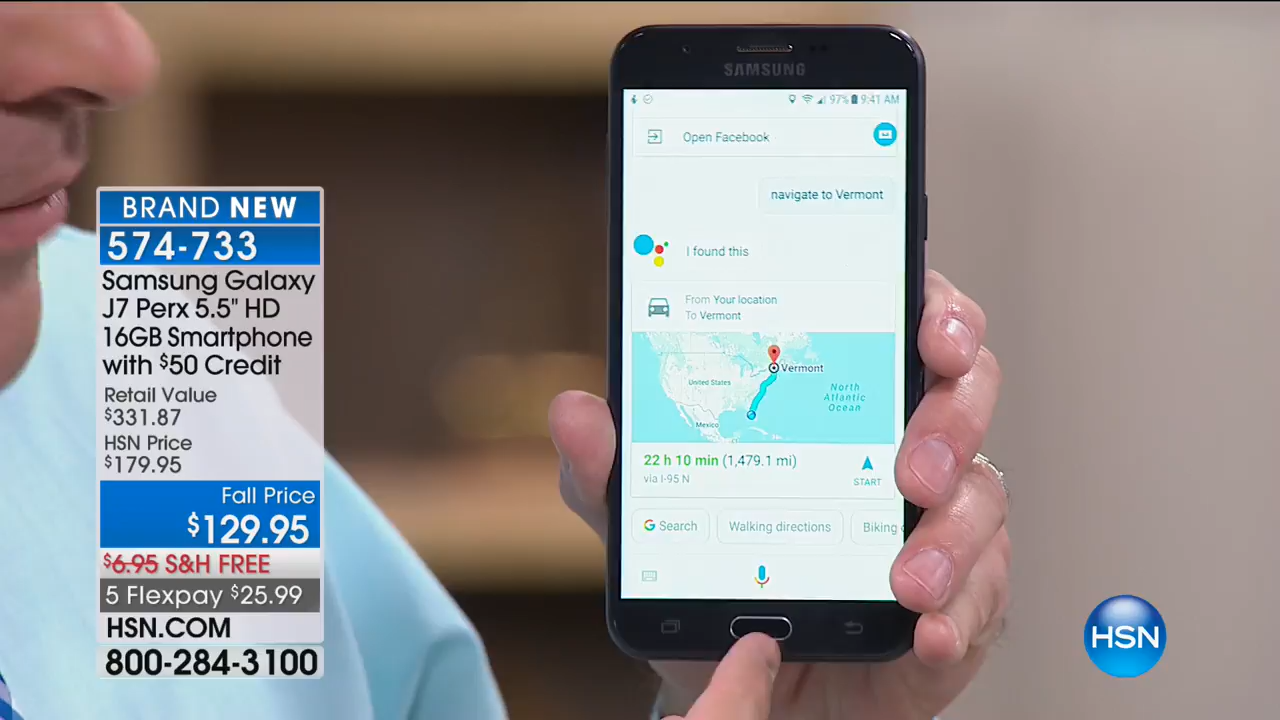 BRAND NEW
574-733
Samsung Galaxy
J7 Perx 5.5" HD
16GB Smartphone
with $50 Credit
Retail Value
$331.87
HSN Price
$179.95
Fall Price
$129.95
$6.95 S&H FREE
5 Flexpay $25.99
HSN.COM
800-284-3100
SAMSUNG
97% 9:41 AM
Open Facebook
navigate to Vermont
I found this
From Your location
To Vermont
Vermont
United States
North
Atlantic
Ocean
Mexico
22 h 10 min (1,479.1 mi)
via I-95 N
START
G Search
Walking directions
Biking
HSN